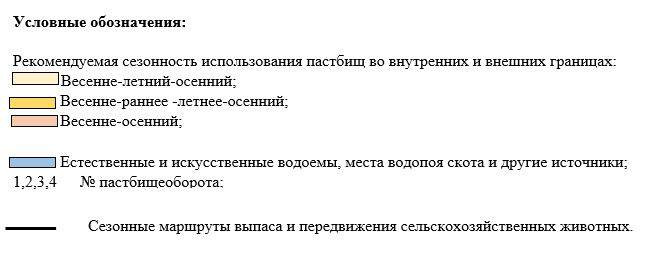 Условные обозначения:
Рекомендуемая сезонность использования пастбищ во внутренних и внешних границах:
Весенне-летний-осенний;
Весенне-раннее -летнее-осенний;
Весенне-осенний;
Естественные и искусственные водоемы, места водопоя скота и другие источники;
1,2,3,4 № пастбищеоборота;
Сезонные маршруты выпаса и передвижения сельскохозяйственных животных.